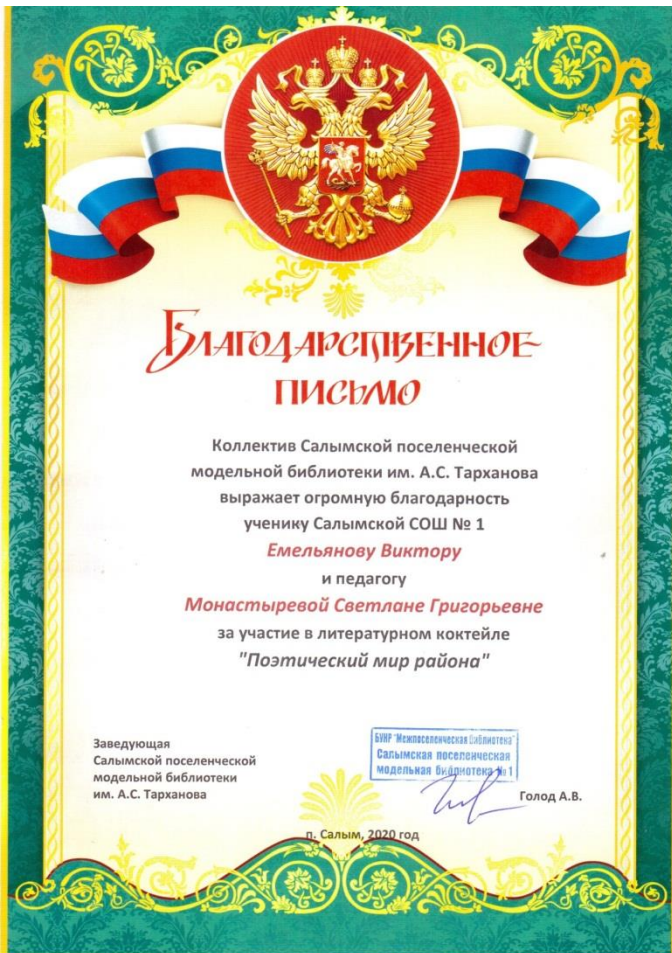 Благодарственное
письмо
Коллектив Салымской поселенческой
модельной библиотеки им. А.С. Тарханова
выражает огромную благодарность
ученику Салымской СОШ № 1
Емельянову Виктору
и педагогу
Монастыревой Светлане Григорьевне
за участие в литературном коктейле
"Поэтический мир района"
Заведующая
Салымской поселенческой
модельной библиотеки
им. А.С. Тарханова
БУНР "Межпоселенческая библиотека"
Салымская поселенческая
модельная библиотека № 1
Голод А.В.
п. Салым, 2020 год